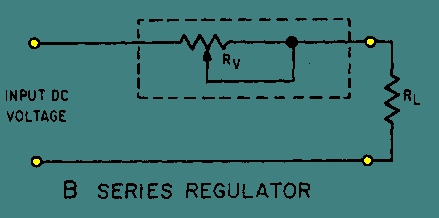 RV
INPUT DC
VOLTAGE
RL
B SERIES REGULATOR